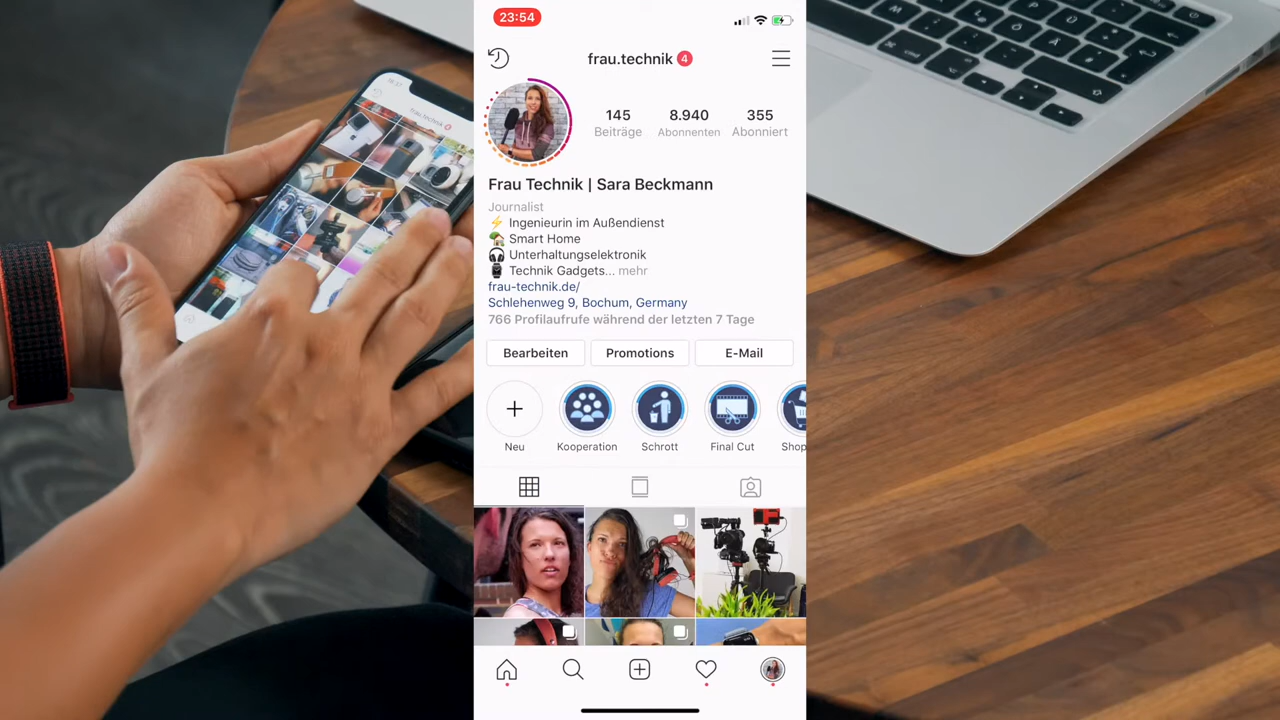 23:54
frau.technik 4
145 8.940 355
Beiträge Abonnenten Abonniert
Frau Technik | Sara Beckmann
Journalist
⚡ Ingenieurin im Außendienst
🏡 Smart Home
🎧 Unterhaltungselektronik
⌚ Technik Gadgets... mehr
frau-technik.de/
Schlehenweg 9, Bochum, Germany
766 Profilaufrufe während der letzten 7 Tage
Bearbeiten Promotions E-Mail
Neu Kooperation Schrott Final Cut Shop
frau.technik